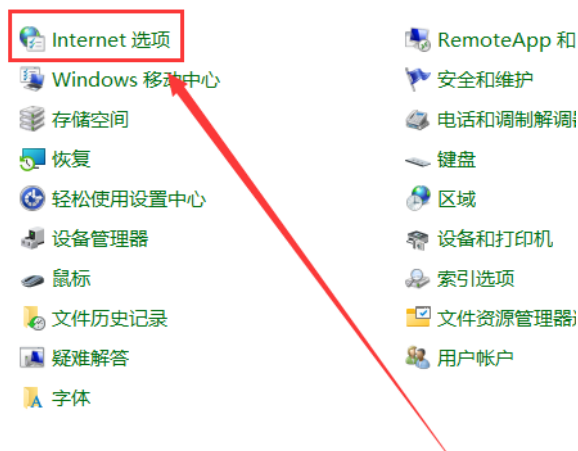 Internet 选项
RemoteApp 和
Windows 移动中心
安全和维护
存储空间
电话和调制解调器
恢复
键盘
轻松使用设置中心
区域
设备管理器
设备和打印机
鼠标
索引选项
文件历史记录
文件资源管理器
疑难解答
用户帐户
字体